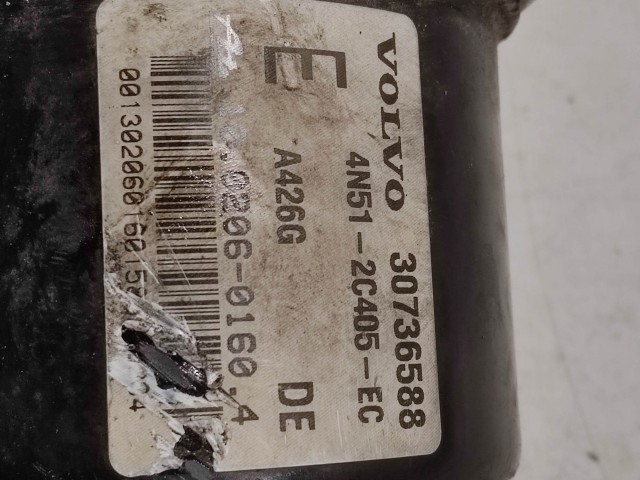 VOLVO 30736588
4N51-2C405-EC
E A426G DE
0206-0160.4